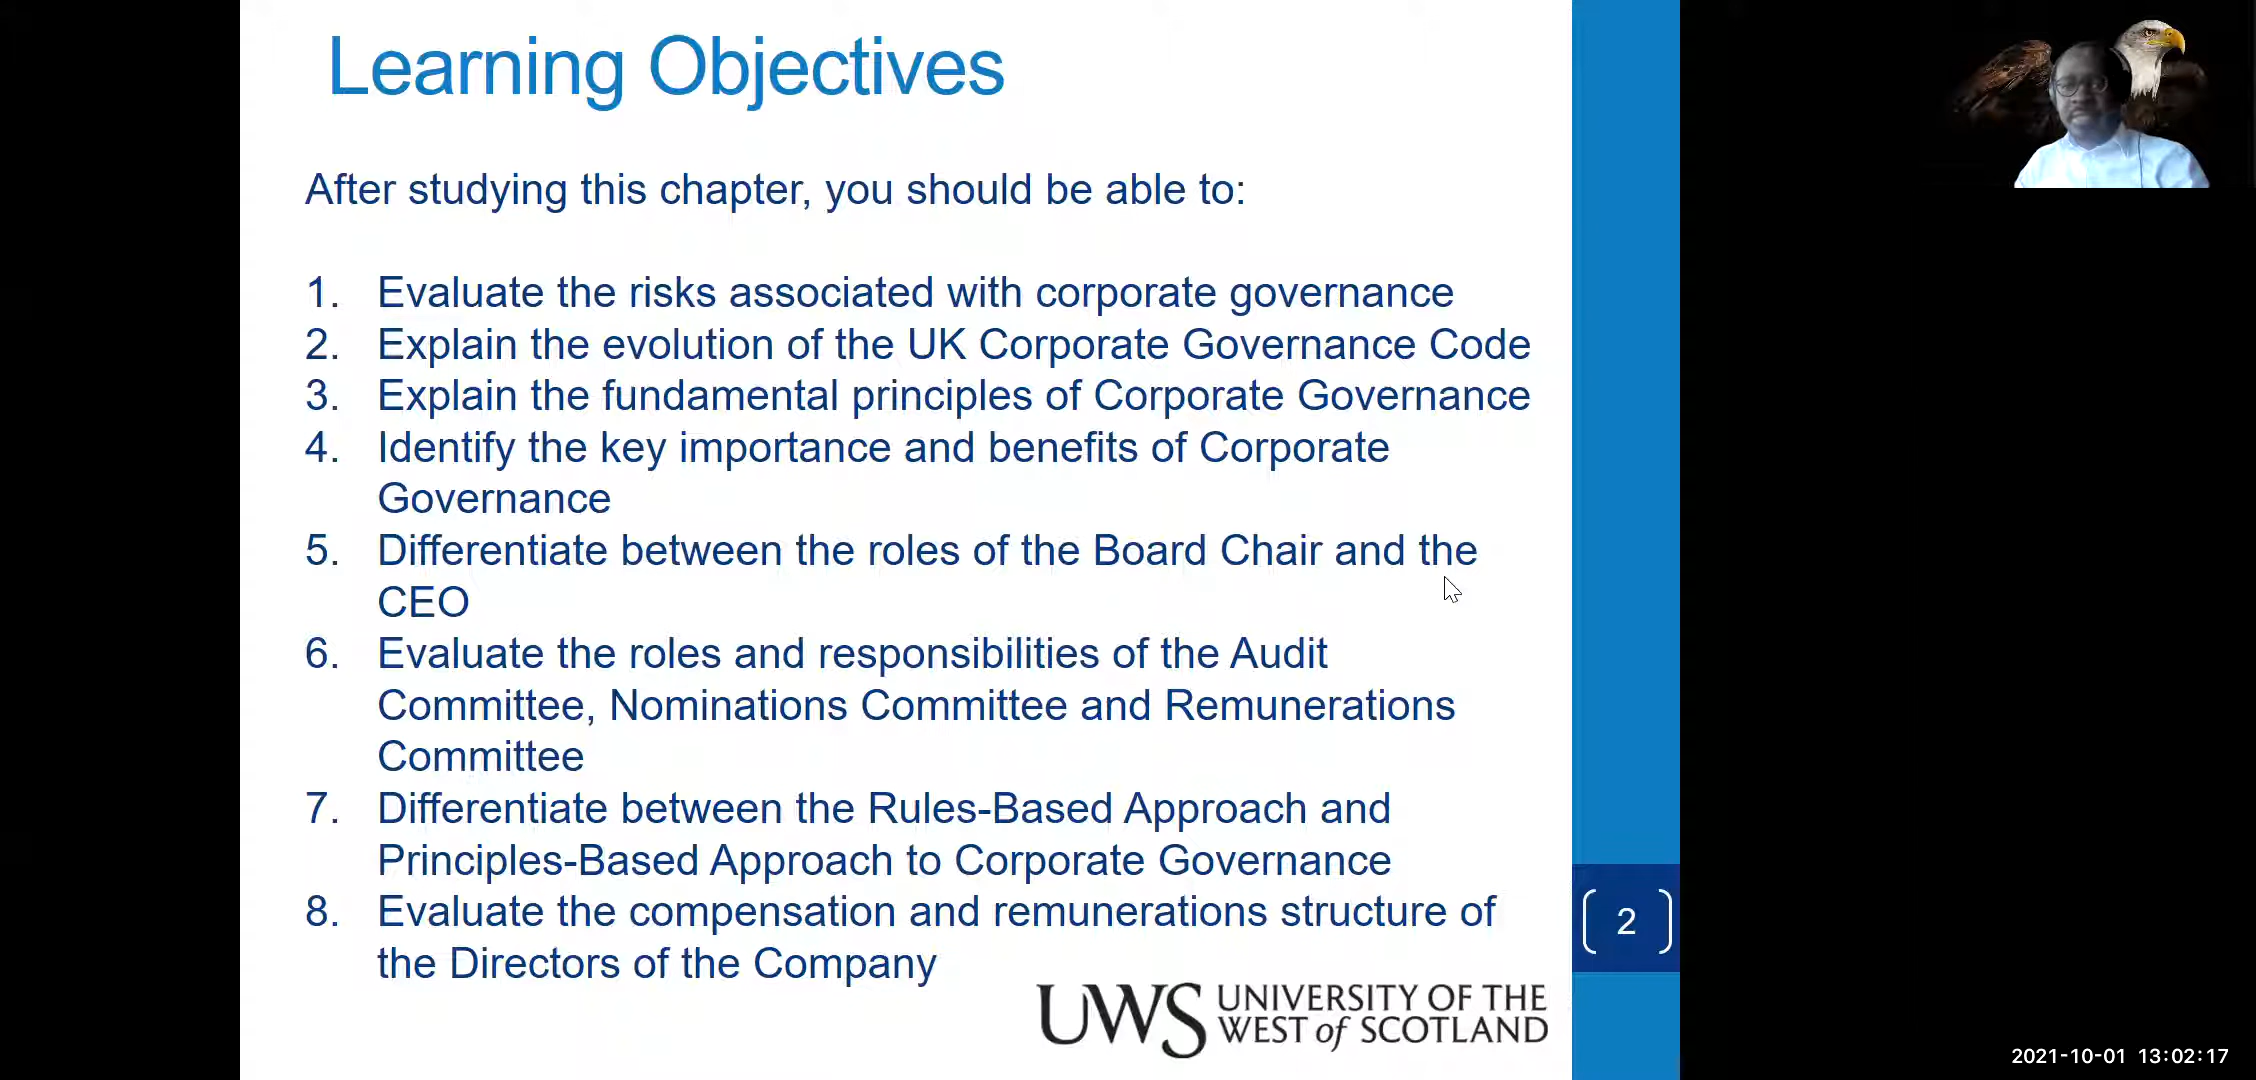 Learning Objectives
After studying this chapter, you should be able to:
1. Evaluate the risks associated with corporate governance
2. Explain the evolution of the UK Corporate Governance Code
3. Explain the fundamental principles of Corporate Governance
4. Identify the key importance and benefits of Corporate
Governance
5. Differentiate between the roles of the Board Chair and the
CEO
6. Evaluate the roles and responsibilities of the Audit
Committee, Nominations Committee and Remunerations
Committee
7. Differentiate between the Rules-Based Approach and
Principles-Based Approach to Corporate Governance
8. Evaluate the compensation and remunerations structure of
the Directors of the Company
2
UWS UNIVERSITY OF THE
WEST of SCOTLAND
2021-10-01 13:02:17